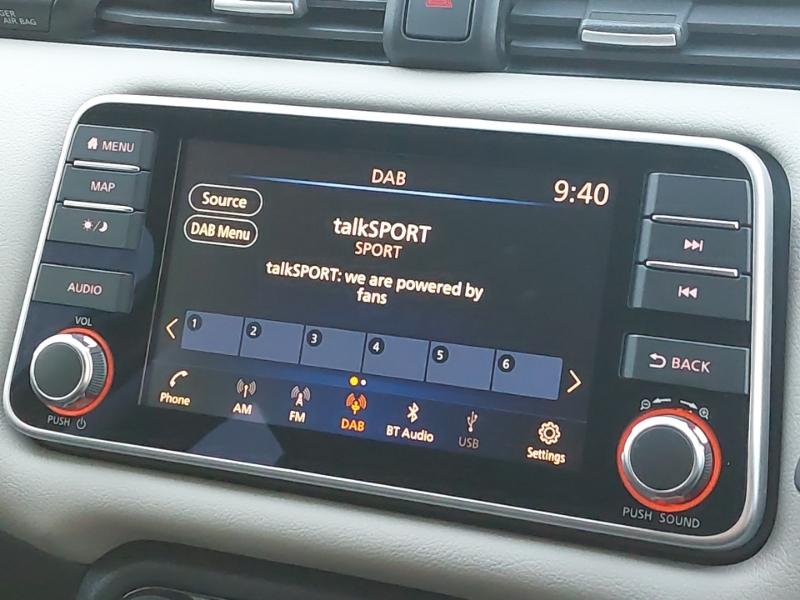 AIR BAG
MENU
MAP
AUDIO
VOL
PUSH
DAB
9:40
Source
DAB Menu
talkSPORT
SPORT
talkSPORT: we are powered by
fans
1 2 3 4 5 6
Phone AM FM DAB BT Audio USB Settings
BACK
PUSH SOUND